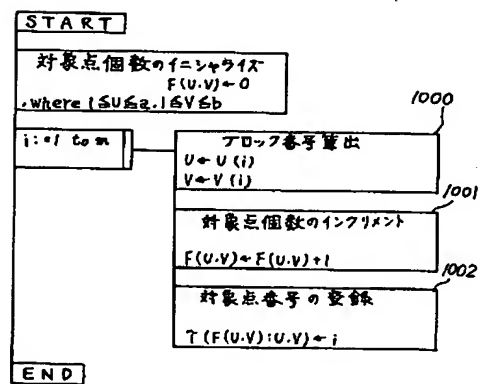 START
対象点個数のイニシャライズ
F(U.V)←0
.where 1≦U≦a.1≦V≦b
1000
i:=1 to n
ブロック番号算出
U←U(i)
V←V(i)
1001
対象点個数のインクリメント
F(U.V)←F(U.V)+1
1002
対象点番号の登録
T(F(U.V):U.V)←i
END